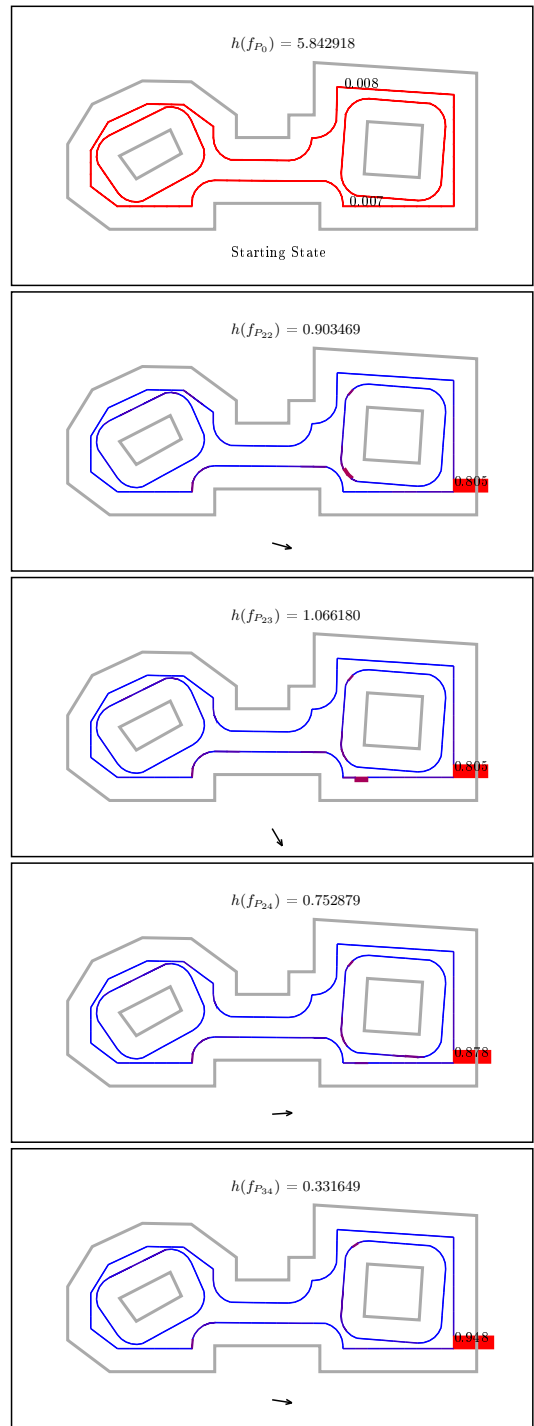 h(f_{P_0}) = 5.842918
0.008
0.007
Starting State
h(f_{P_{22}}) = 0.903469
0.805
h(f_{P_{23}}) = 1.066180
0.805
h(f_{P_{24}}) = 0.752879
0.878
h(f_{P_{34}}) = 0.331649
0.948